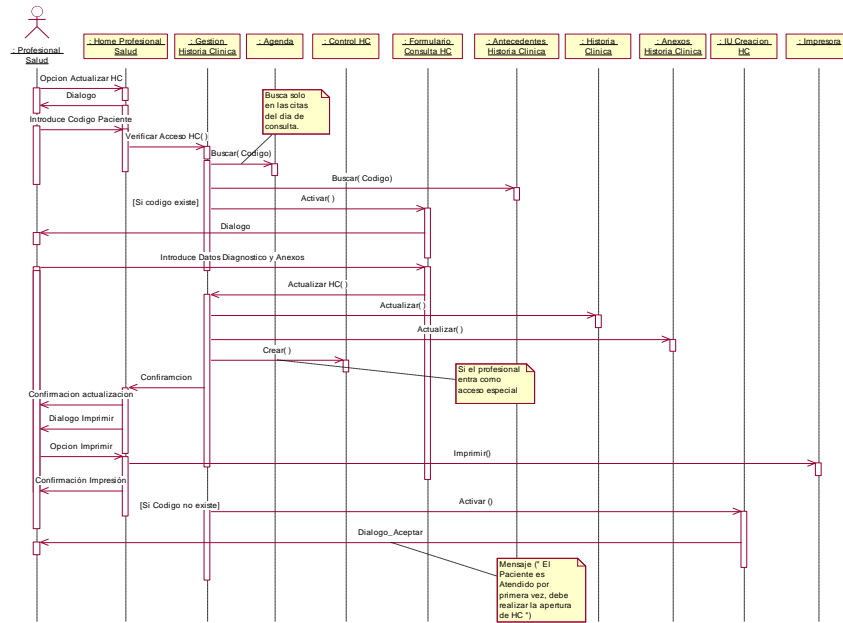 : Profesional
Salud
: Home Profesional
Salud
: Gestion
Historia Clinica
: Agenda
: Control HC
: Formulario
Consulta HC
: Antecedentes
Historia Clinica
: Historia
Clinica
: Anexos
Historia Clinica
: IU Creacion
HC
: Impresora
Opcion Actualizar HC
Dialogo
Busca solo
en las citas
del dia de
consulta.
Introduce Codigo Paciente
Verificar Acceso HC( )
Buscar( Codigo)
Buscar( Codigo)
[Si codigo existe]
Activar( )
Dialogo
Introduce Datos Diagnostico y Anexos
Actualizar HC( )
Actualizar( )
Actualizar( )
Crear( )
Si el profesional
entra como
acceso especial
Confiramcion
Confirmacion actualizacion
Dialogo Imprimir
Opcion Imprimir
Imprimir()
Confirmación Impresión
[Si Codigo no existe]
Activar ()
Dialogo_Aceptar
Mensaje (" El
Paciente es
Atendido por
primera vez, debe
realizar la apertura
de HC ")